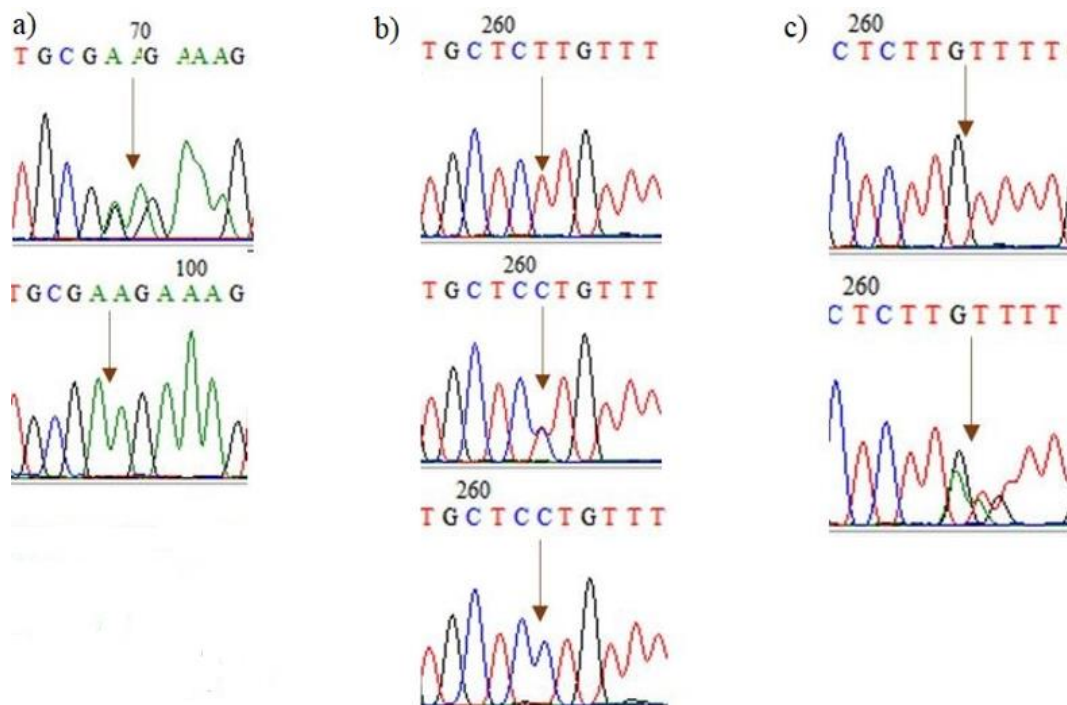 a)
70
T G C G A A G A A A G
100
T G C G A A G A A A G
b)
260
T G C T C T T G T T T
260
T G C T C C T G T T T
260
T G C T C C T G T T T
c)
260
C T C T T G T T T T
260
C T C T T G T T T T